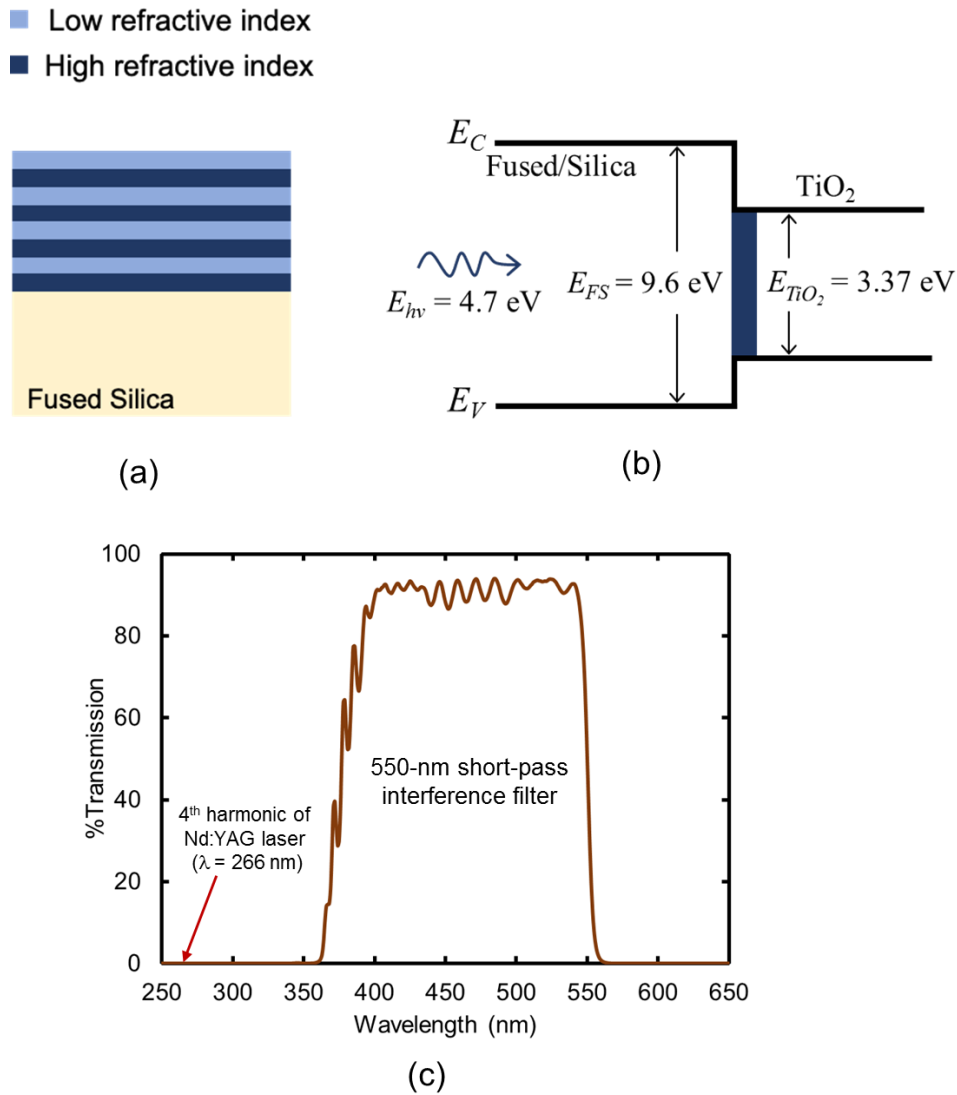 Low refractive index
High refractive index
Fused Silica
(a)
E_C
Fused/Silica
TiO₂
E_hν = 4.7 eV
E_FS = 9.6 eV
E_TiO₂ = 3.37 eV
E_V
(b)
100
80
60
40
20
0
%Transmission
550-nm short-pass
interference filter
4th harmonic of
Nd:YAG laser
(λ = 266 nm)
250 300 350 400 450 500 550 600 650
Wavelength (nm)
(c)